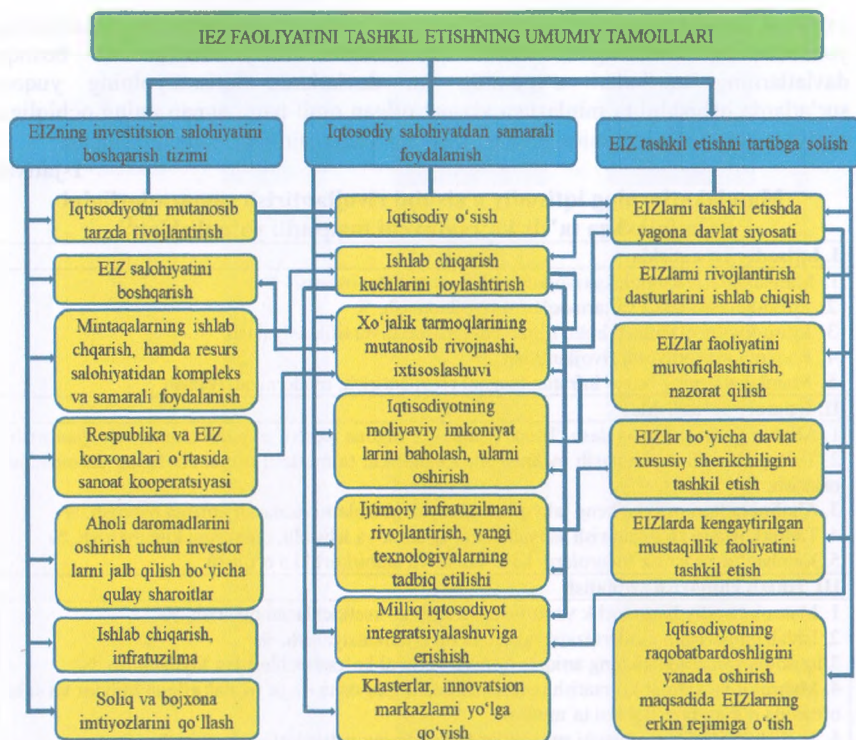 IEZ FAOLIYATINI TASHKIL ETISHNING UMUMIY TAMOILLARI
EIZning investitsion salohiyatini
boshqarish tizimi
Iqtisodiyotni mutanosib
tarzda rivojlantirish
EIZ salohiyatini
boshqarish
Mintaqalarning ishlab
chqarish, hamda resurs
salohiyatidan kompleks
va samarali foydalanish
Respublika va EIZ
korxonalari o'rtasida
sanoat kooperatsiyasi
Aholi daromadlarini
oshirish uchun investor
larni jalb qilish bo'yicha
qulay sharoitlar
Ishlab chiqarish,
infratuzilma
Soliq va bojxona
imtiyozlarini qo'llash
Iqtosodiy salohiyatdan samarali
foydalanish
Iqtisodiy o'sish
Ishlab chiqarish
kuchlarini joylashtirish
Xo'jalik tarmoqlarining
mutanosib rivojnashi,
ixtisoslashuvi
Iqtisodiyotning
moliyaviy imkoniyat
larini baholash, ularni
oshirish
Ijtimoiy infratuzilmani
rivojlantirish, yangi
texnologiyalarning
tadbiq etilishi
Milliq iqtosodiyot
integratsiyalashuviga
erishish
Klasterlar, innovatsion
markazlarni yo'lga
qo'yish
EIZ tashkil etishni tartibga solish
EIZlarni tashkil etishda
yagona davlat siyosati
EIZlarni rivojlantirish
dasturlarini ishlab chiqish
EIZlar faoliyatini
muvofiqlashtirish,
nazorat qilish
EIZlar bo'yicha davlat
xususiy sherikchiligini
tashkil etish
EIZlarda kengaytirilgan
mustaqillik faoliyatini
tashkil etish
Iqtisodiyotning
raqobatbardoshligini
yanada oshirish
maqsadida EIZlarning
erkin rejimiga o'tish